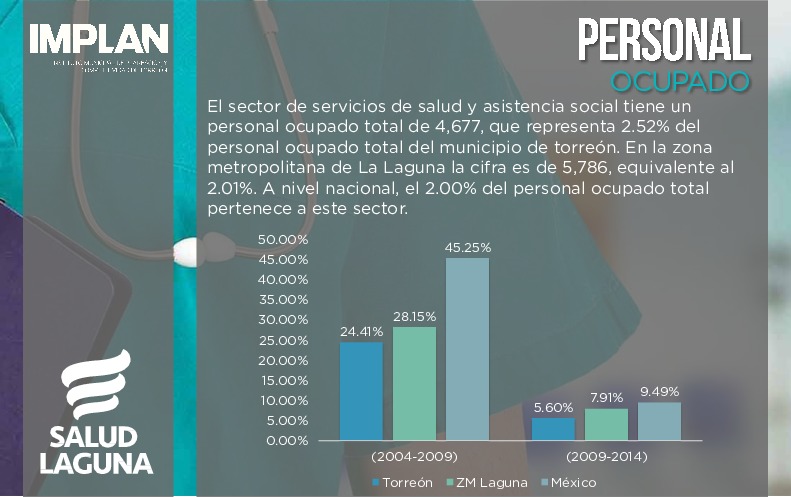 IMPLAN
PERSONAL
OCUPADO
El sector de servicios de salud y asistencia social tiene un
personal ocupado total de 4,677, que representa 2.52% del
personal ocupado total del municipio de torreón. En la zona
metropolitana de La Laguna la cifra es de 5,786, equivalente al
2.01%. A nivel nacional, el 2.00% del personal ocupado total
pertenece a este sector.
50.00%
45.00%
40.00%
35.00%
30.00%
25.00%
20.00%
15.00%
10.00%
5.00%
0.00%
24.41%
28.15%
45.25%
5.60%
7.91%
9.49%
(2004-2009)
(2009-2014)
Torreón
ZM Laguna
México
SALUD
LAGUNA